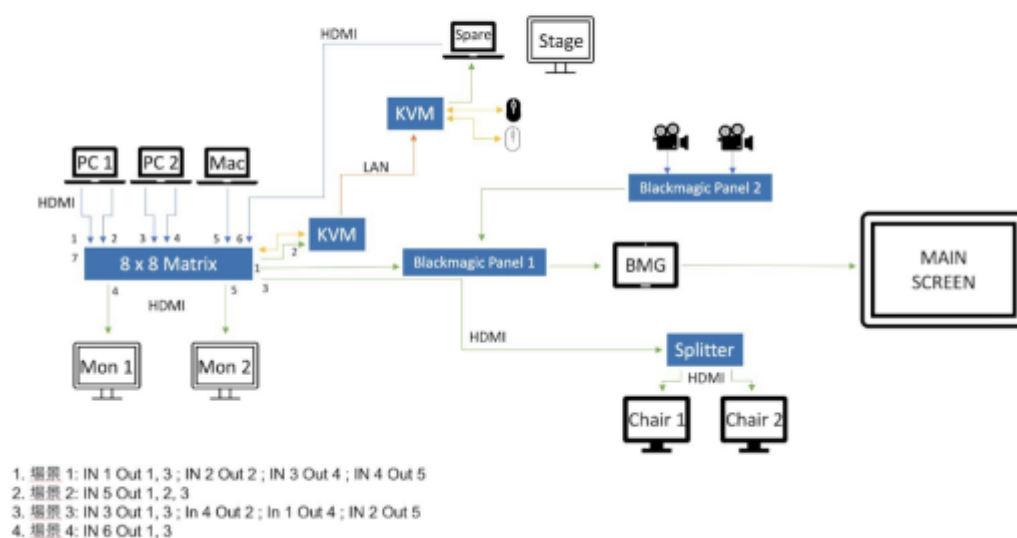 HDMI
Spare
Stage
KVM
LAN
PC 1
PC 2
Mac
HDMI
1
2
3
4
5
6
7
KVM
2
8 x 8 Matrix
1
3
4
5
HDMI
Mon 1
Mon 2
Blackmagic Panel 2
Blackmagic Panel 1
BMG
MAIN
SCREEN
HDMI
Splitter
HDMI
Chair 1
Chair 2
1. 場景 1: IN 1 Out 1, 3 ; IN 2 Out 2 ; IN 3 Out 4 ; IN 4 Out 5
2. 場景 2: IN 5 Out 1, 2, 3
3. 場景 3: IN 3 Out 1, 3 ; In 4 Out 2 ; In 1 Out 4 ; IN 2 Out 5
4. 場景 4: IN 6 Out 1, 3